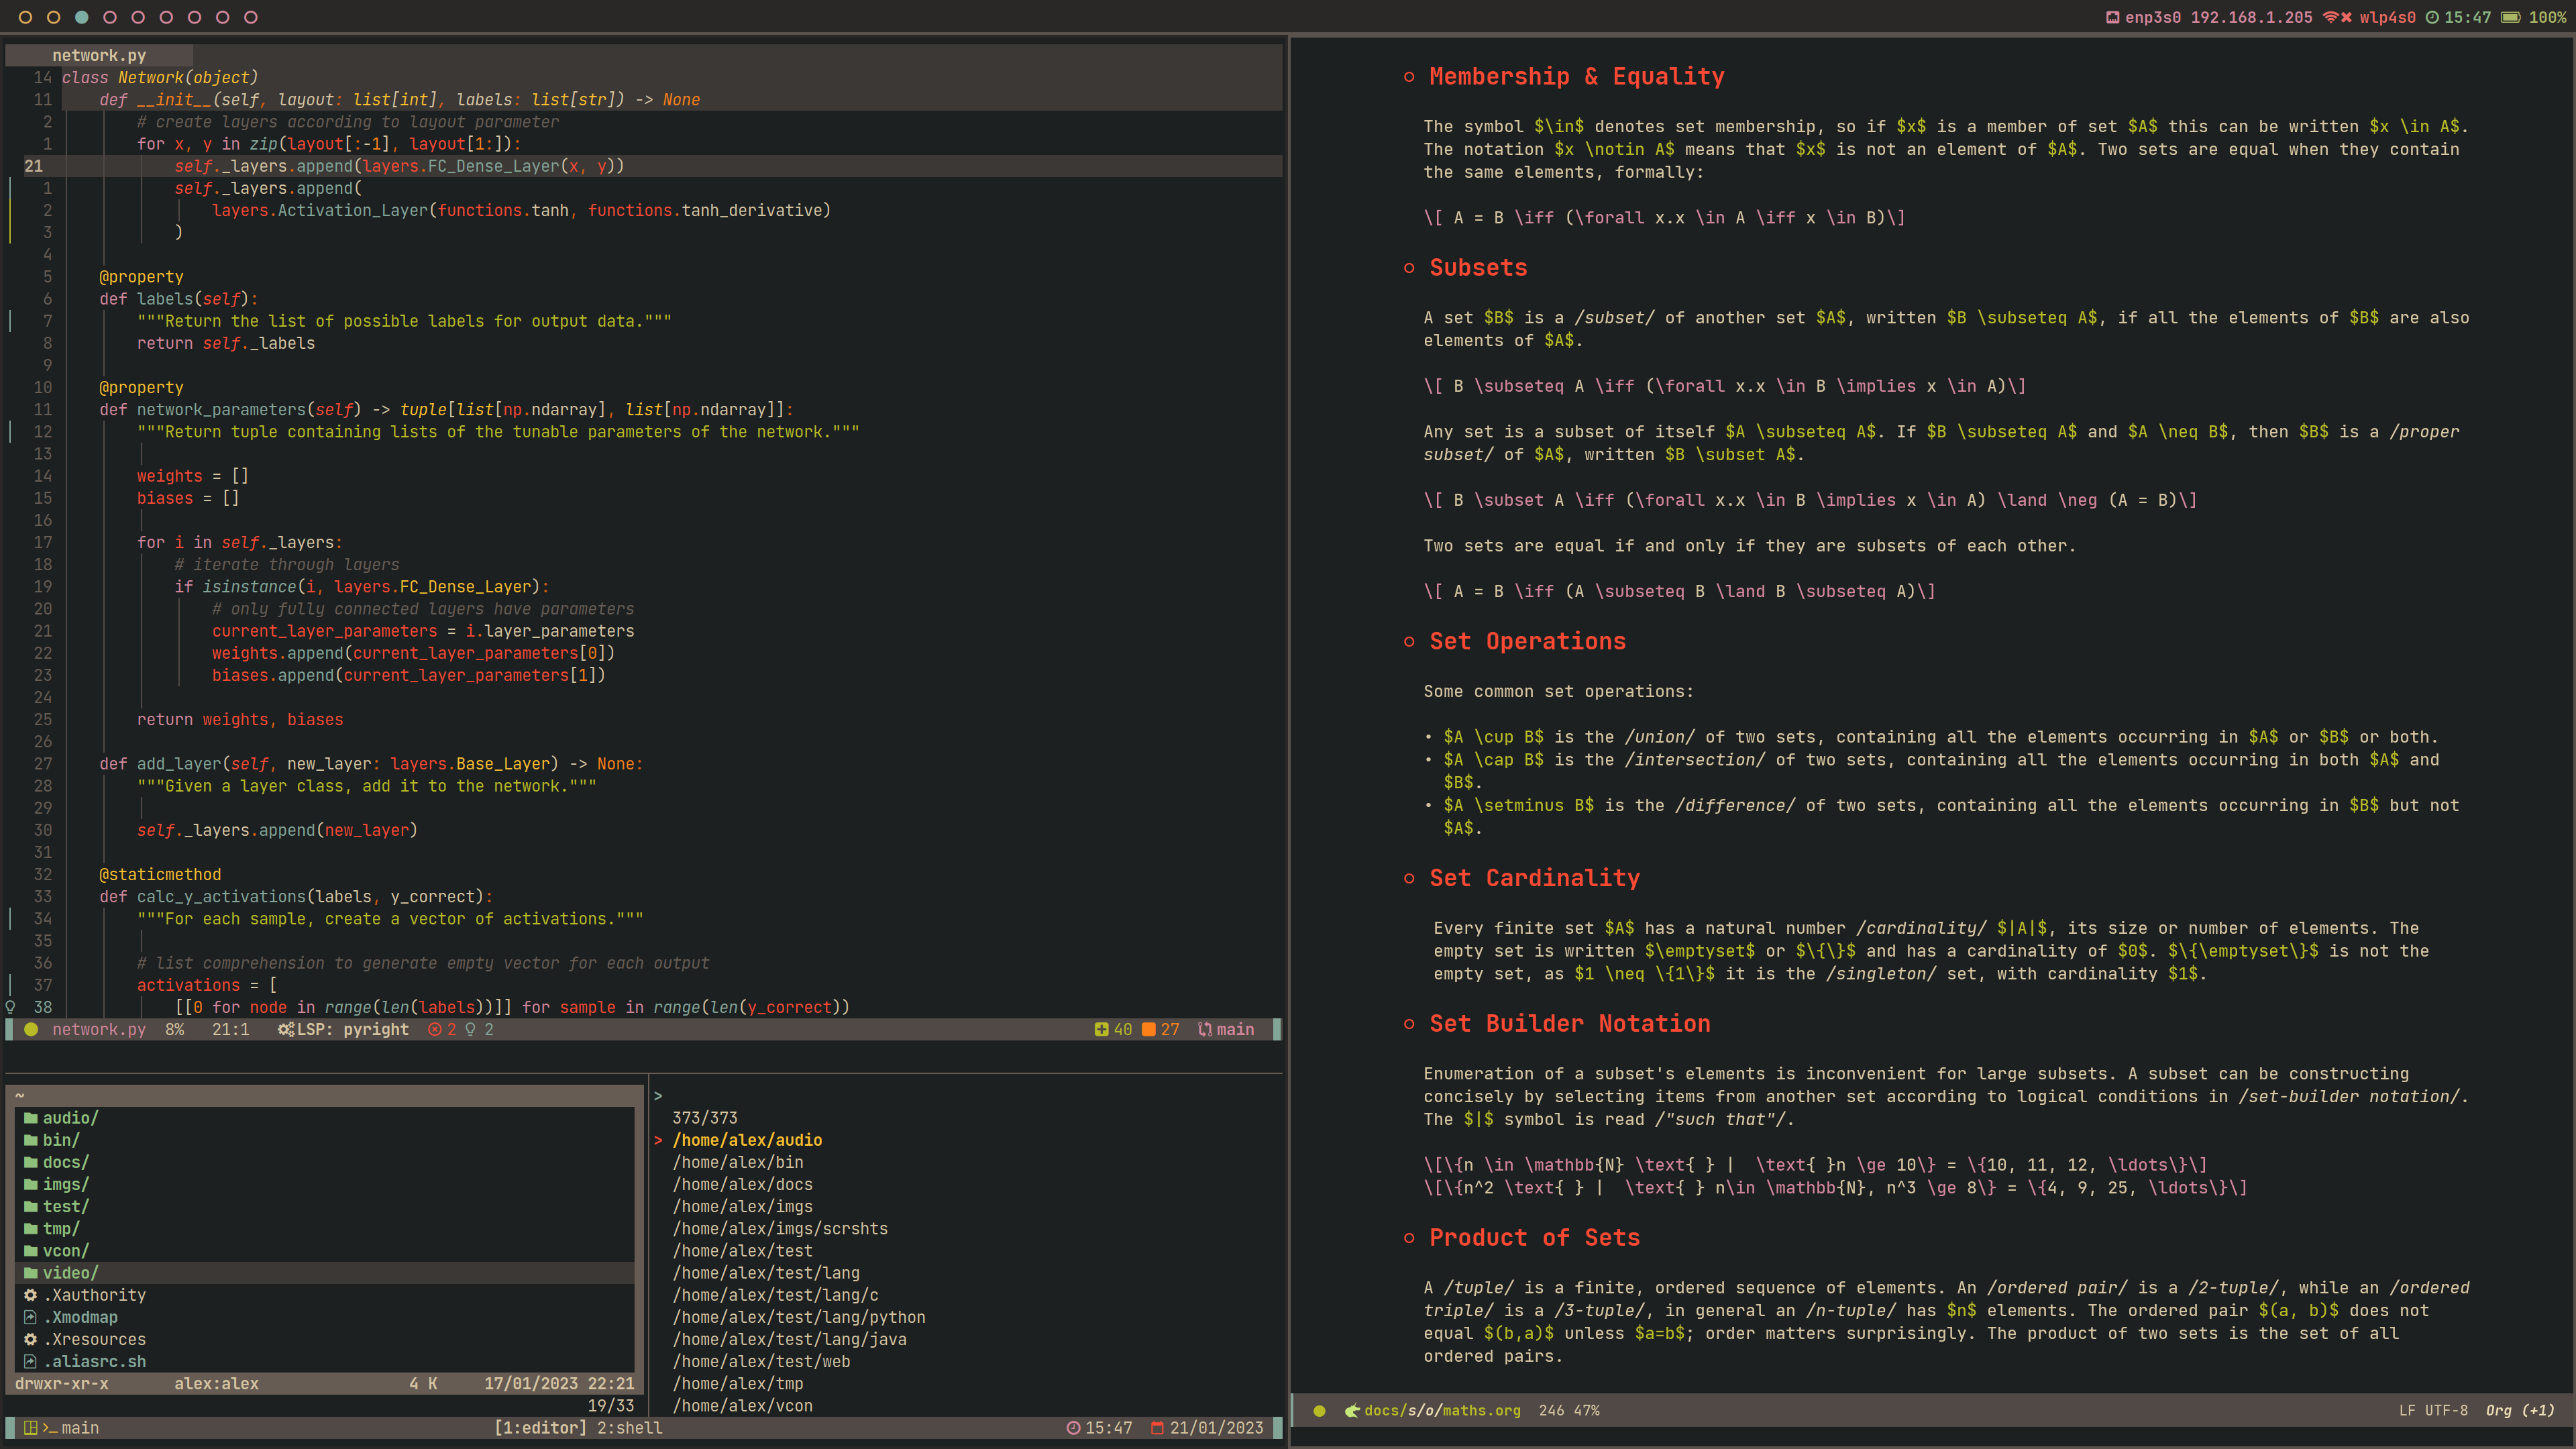 enp3s0 192.168.1.205 wlp4s0 15:47 100%
network.py
14 class Network(object)
11 def __init__(self, layout: list[int], labels: list[str]) -> None
2 # create layers according to layout parameter
1 for x, y in zip(layout[:-1], layout[1:]):
21 self._layers.append(layers.FC_Dense_Layer(x, y))
1 self._layers.append(
2 layers.Activation_Layer(functions.tanh, functions.tanh_derivative)
3 )
4
5 @property
6 def labels(self):
7 """Return the list of possible labels for output data."""
8 return self._labels
9
10 @property
11 def network_parameters(self) -> tuple[list[np.ndarray], list[np.ndarray]]:
12 """Return tuple containing lists of the tunable parameters of the network."""
13
14 weights = []
15 biases = []
16
17 for i in self._layers:
18 # iterate through layers
19 if isinstance(i, layers.FC_Dense_Layer):
20 # only fully connected layers have parameters
21 current_layer_parameters = i.layer_parameters
22 weights.append(current_layer_parameters[0])
23 biases.append(current_layer_parameters[1])
24
25 return weights, biases
26
27 def add_layer(self, new_layer: layers.Base_Layer) -> None:
28 """Given a layer class, add it to the network."""
29
30 self._layers.append(new_layer)
31
32 @staticmethod
33 def calc_y_activations(labels, y_correct):
34 """For each sample, create a vector of activations."""
35
36 # list comprehension to generate empty vector for each output
37 activations = [
38 [[0 for node in range(len(labels))]] for sample in range(len(y_correct))
network.py 8% 21:1 LSP: pyright 2 2 40 27 main
~
audio/
bin/
docs/
imgs/
test/
tmp/
vcon/
video/
.Xauthority
.Xmodmap
.Xresources
.aliasrc.sh
drwxr-xr-x alex:alex 4 K 17/01/2023 22:21
19/33
>
373/373
> /home/alex/audio
/home/alex/bin
/home/alex/docs
/home/alex/imgs
/home/alex/imgs/scrshts
/home/alex/test
/home/alex/test/lang
/home/alex/test/lang/c
/home/alex/test/lang/python
/home/alex/test/lang/java
/home/alex/test/web
/home/alex/tmp
/home/alex/vcon
main [1:editor] 2:shell 15:47 21/01/2023
Membership & Equality
The symbol $\in$ denotes set membership, so if $x$ is a member of set $A$ this can be written $x \in A$.
The notation $x \notin A$ means that $x$ is not an element of $A$. Two sets are equal when they contain
the same elements, formally:
\[ A = B \iff (\forall x.x \in A \iff x \in B)\]
Subsets
A set $B$ is a /subset/ of another set $A$, written $B \subseteq A$, if all the elements of $B$ are also
elements of $A$.
\[ B \subseteq A \iff (\forall x.x \in B \implies x \in A)\]
Any set is a subset of itself $A \subseteq A$. If $B \subseteq A$ and $A \neq B$, then $B$ is a /proper
subset/ of $A$, written $B \subset A$.
\[ B \subset A \iff (\forall x.x \in B \implies x \in A) \land \neg (A = B)\]
Two sets are equal if and only if they are subsets of each other.
\[ A = B \iff (A \subseteq B \land B \subseteq A)\]
Set Operations
Some common set operations:
• $A \cup B$ is the /union/ of two sets, containing all the elements occurring in $A$ or $B$ or both.
• $A \cap B$ is the /intersection/ of two sets, containing all the elements occurring in both $A$ and
$B$.
• $A \setminus B$ is the /difference/ of two sets, containing all the elements occurring in $B$ but not
$A$.
Set Cardinality
Every finite set $A$ has a natural number /cardinality/ $|A|$, its size or number of elements. The
empty set is written $\emptyset$ or $\{\}$ and has a cardinality of $0$. $\{\emptyset\}$ is not the
empty set, as $1 \neq \{1\}$ it is the /singleton/ set, with cardinality $1$.
Set Builder Notation
Enumeration of a subset's elements is inconvenient for large subsets. A subset can be constructing
concisely by selecting items from another set according to logical conditions in /set-builder notation/.
The $|$ symbol is read /"such that"/.
\[\{n \in \mathbb{N} \text{ } |  \text{ }n \ge 10\} = \{10, 11, 12, \ldots\}\]
\[\{n^2 \text{ } |  \text{ } n\in \mathbb{N}, n^3 \ge 8\} = \{4, 9, 25, \ldots\}\]
Product of Sets
A /tuple/ is a finite, ordered sequence of elements. An /ordered pair/ is a /2-tuple/, while an /ordered
triple/ is a /3-tuple/, in general an /n-tuple/ has $n$ elements. The ordered pair $(a, b)$ does not
equal $(b,a)$ unless $a=b$; order matters surprisingly. The product of two sets is the set of all
ordered pairs.
docs/s/o/maths.org 246 47% LF UTF-8 Org (+1)